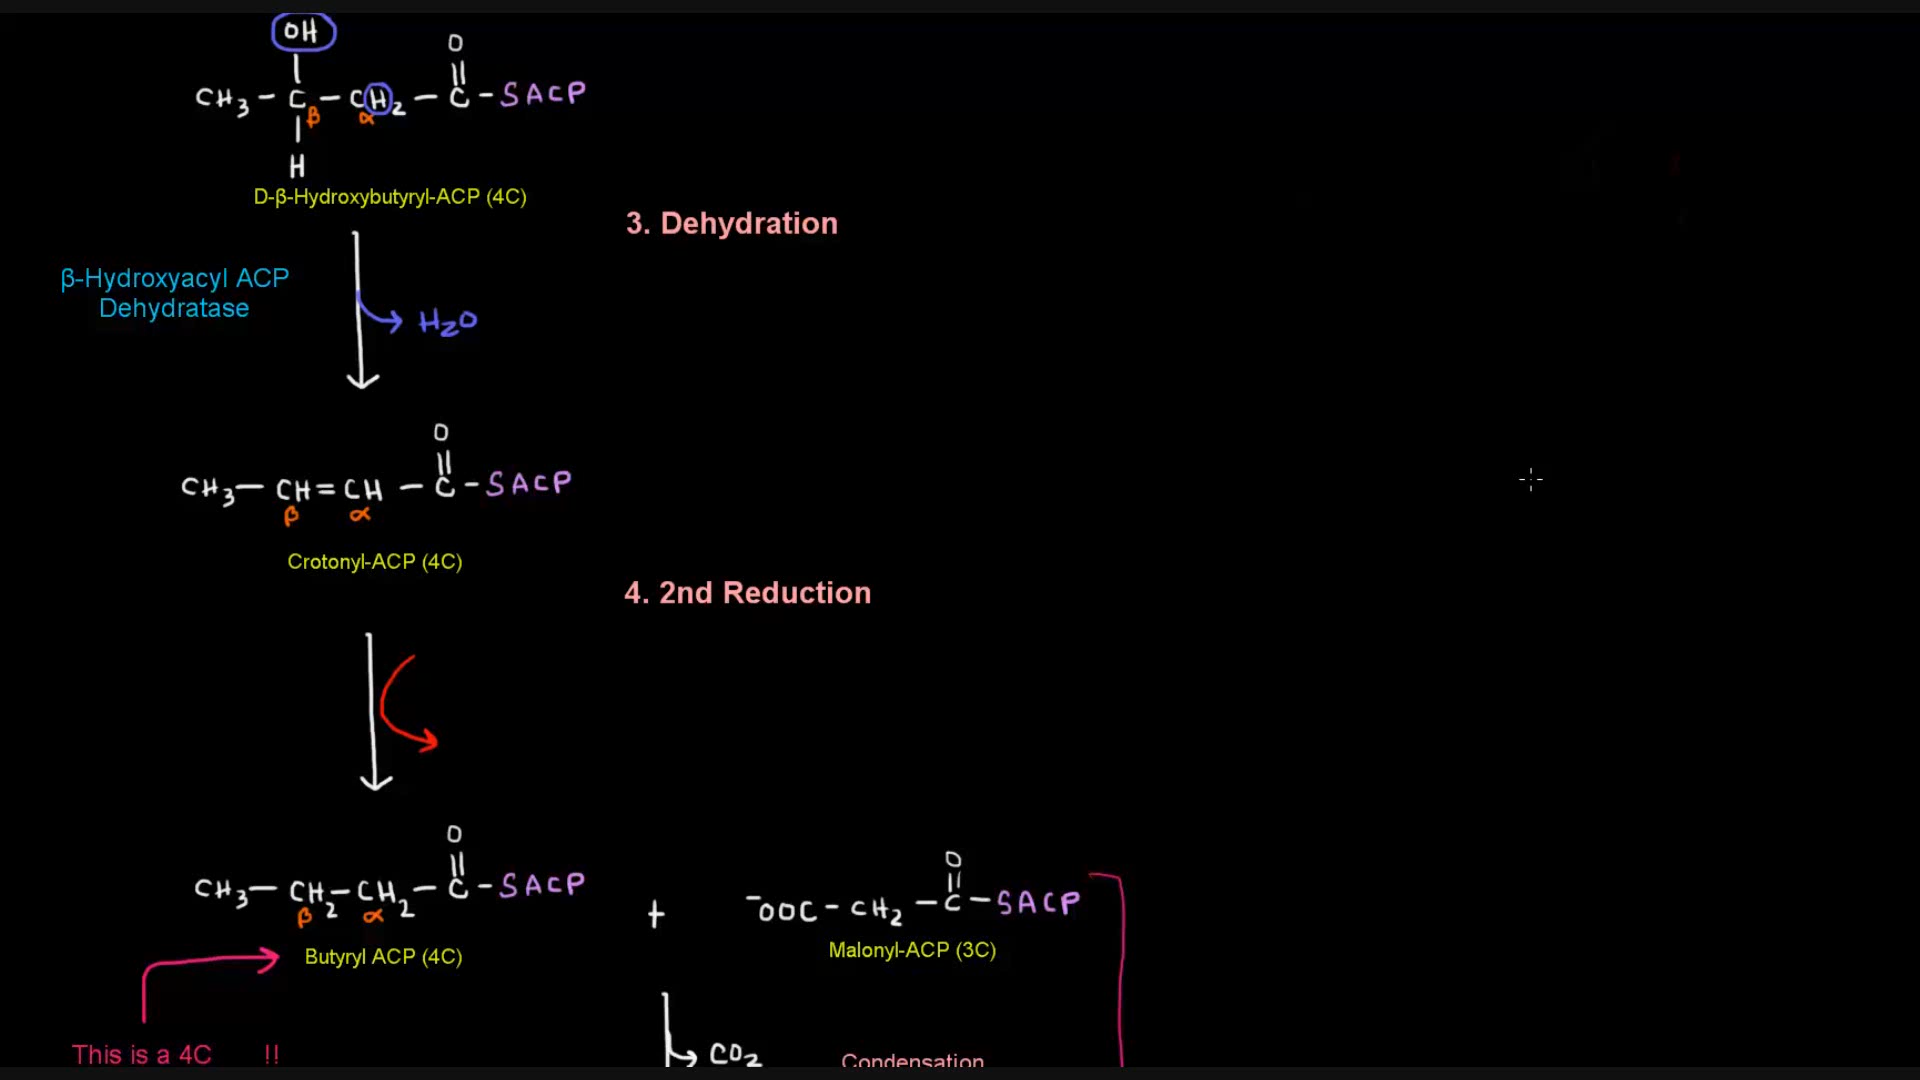 OH
O
CH3 - C - CH2 - C - SACP
β α
H
D-β-Hydroxybutyryl-ACP (4C)
3. Dehydration
β-Hydroxyacyl ACP
Dehydratase
H2O
O
CH3 - CH = CH - C - SACP
β α
Crotonyl-ACP (4C)
4. 2nd Reduction
O
CH3 - CH2 - CH2 - C - SACP
β α
Butyryl ACP (4C)
+
O
-OOC - CH2 - C - SACP
Malonyl-ACP (3C)
This is a 4C !!
CO2
Condensation